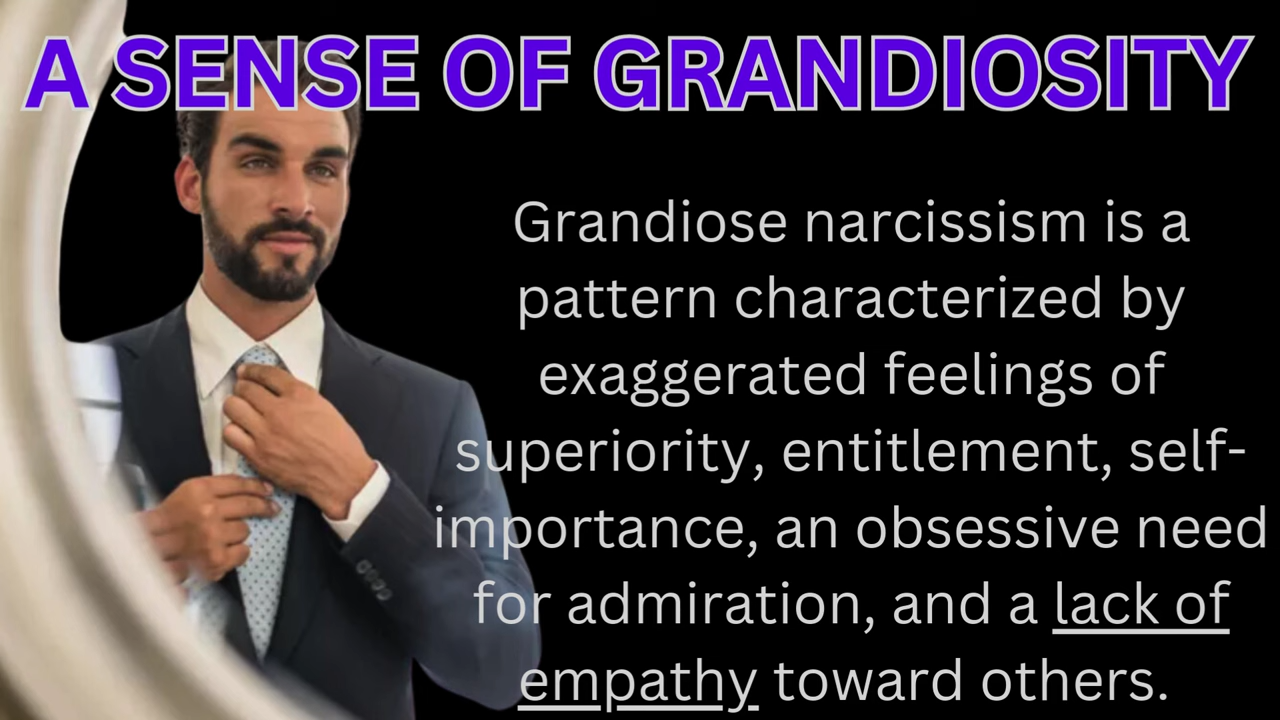 A SENSE OF GRANDIOSITY
Grandiose narcissism is a
pattern characterized by
exaggerated feelings of
superiority, entitlement, self-
importance, an obsessive need
for admiration, and a lack of
empathy toward others.